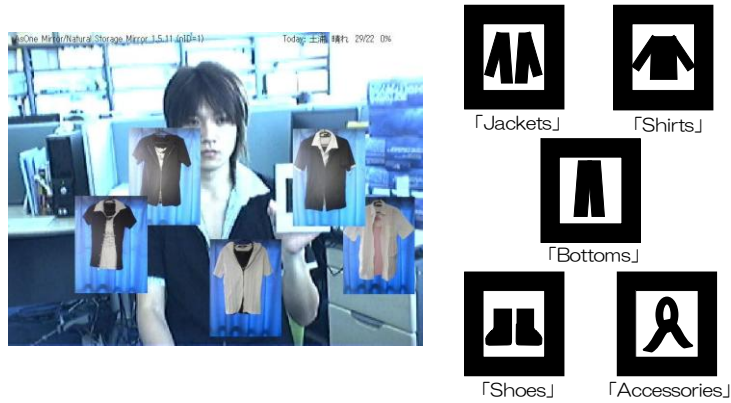 AsOne Mirror/Natural Storage Mirror 1.5.11 (nID=1)
Today: 土浦 晴れ 29/22 0%
「Jackets」
「Shirts」
「Bottoms」
「Shoes」
「Accessories」